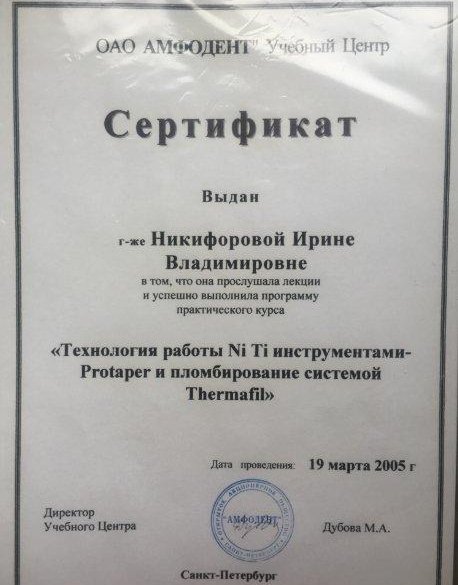 ОАО АМФОДЕНТ" Учебный Центр
Сертификат
Выдан
г-же Никифоровой Ирине
Владимировне
в том, что она прослушала лекции
и успешно выполнила программу
практического курса
«Технология работы Ni Ti инструментами-
Protaper и пломбирование системой
Thermafil»
Дата проведения: 19 марта 2005 г
Директор
Учебного Центра
"АМФОДЕНТ"
Дубова М.А.
Санкт-Петербург